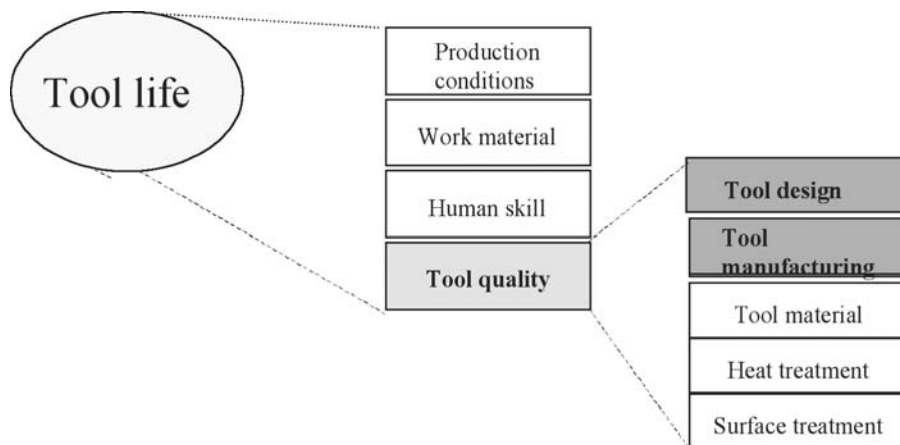 Tool life
Production
conditions
Work material
Human skill
Tool quality
Tool design
Tool
manufacturing
Tool material
Heat treatment
Surface treatment